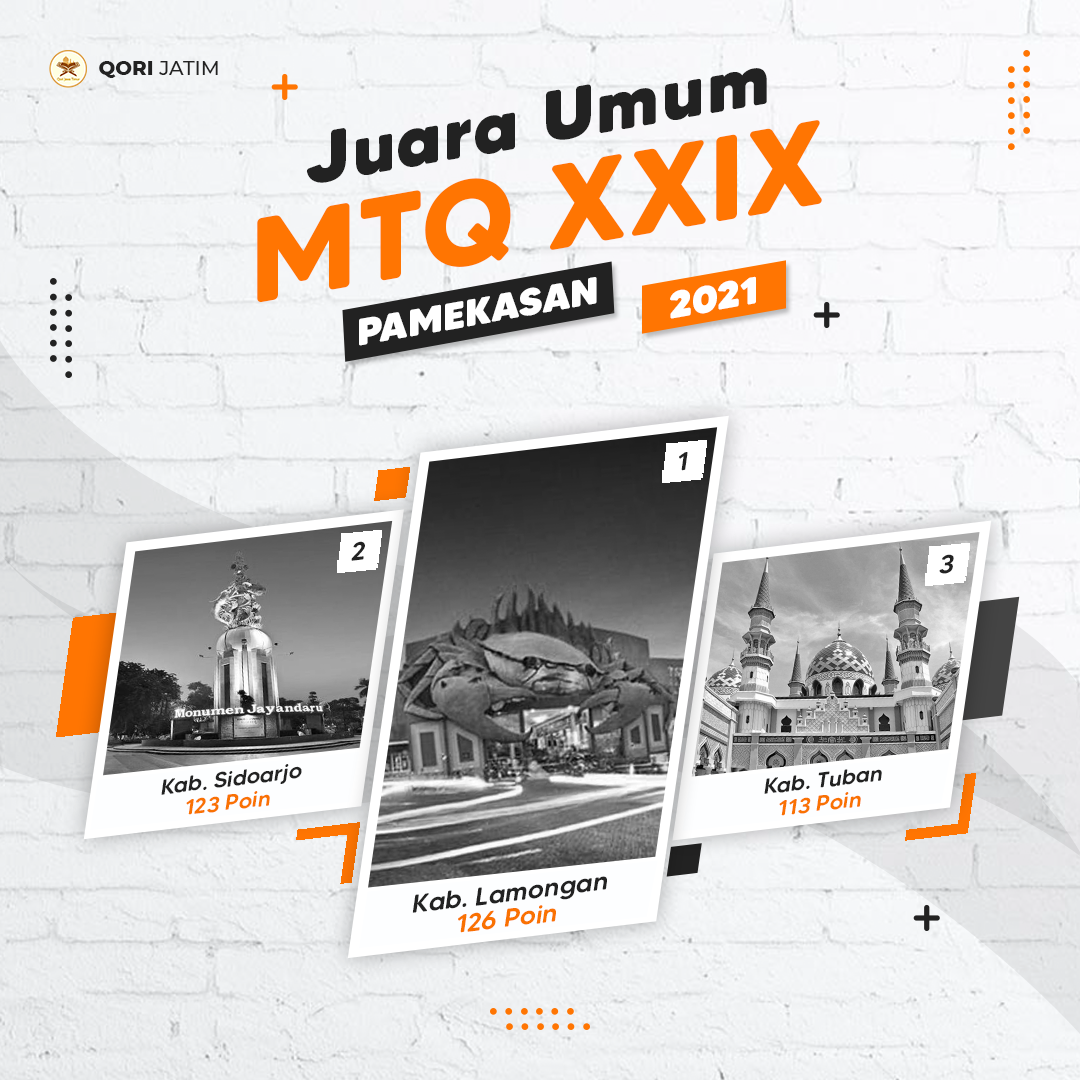 QORI JATIM
Juara Umum
MTQ XXIX
PAMEKASAN 2021
1
2
3
Monumen Jayandaru
Kab. Sidoarjo
123 Poin
Kab. Tuban
113 Poin
Kab. Lamongan
126 Poin